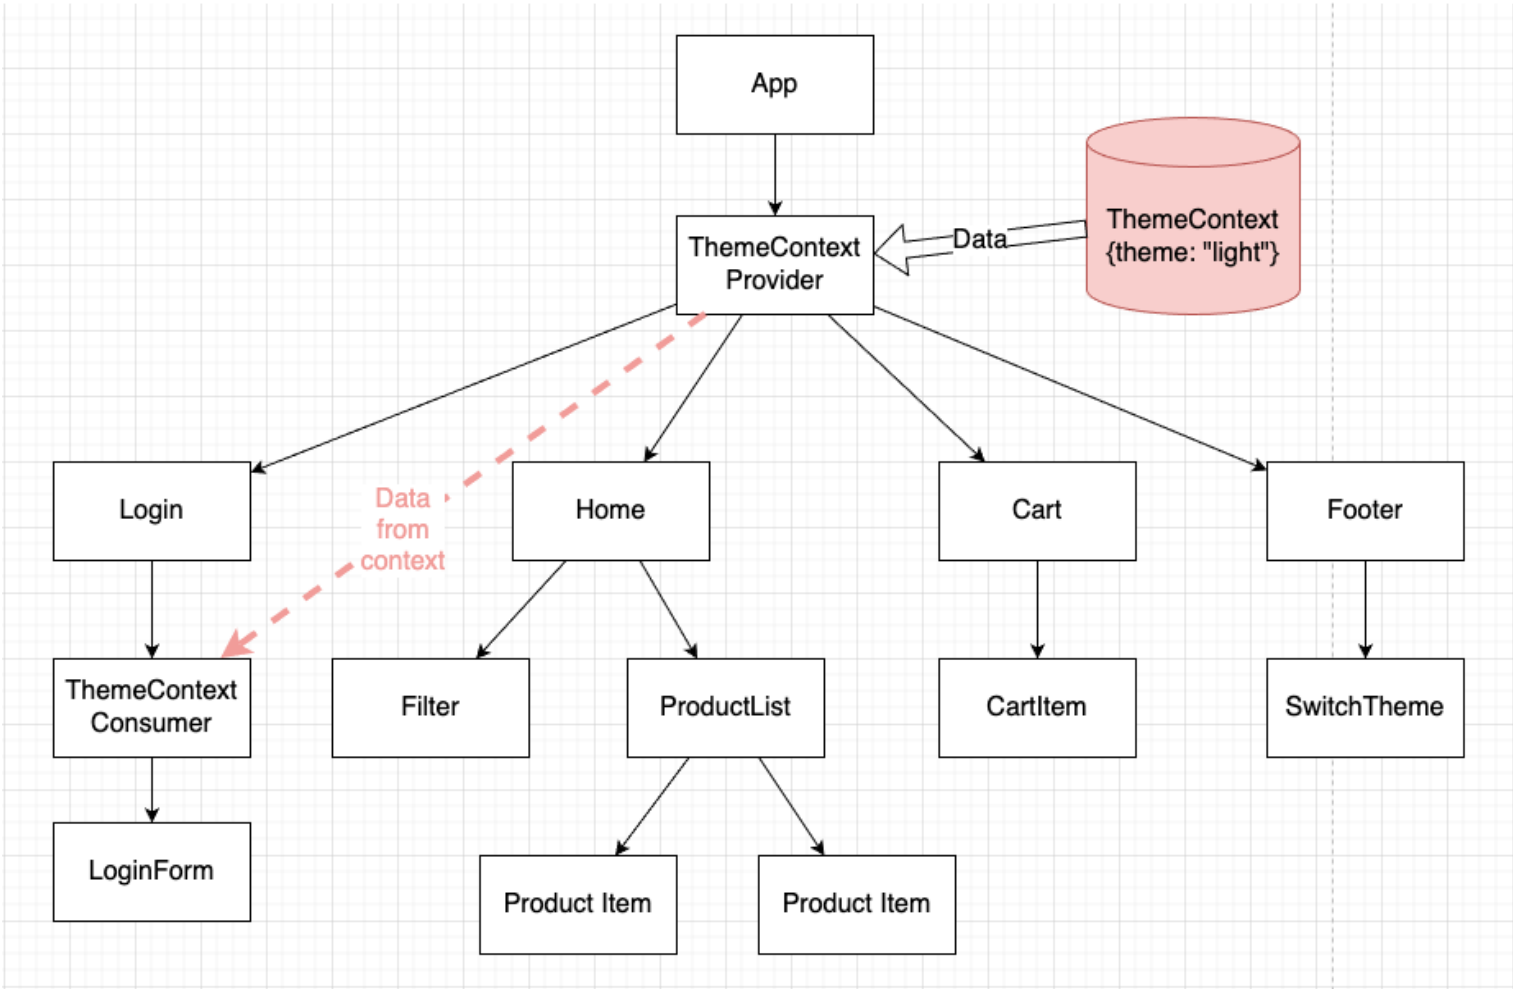 App
ThemeContext
{theme: "light"}
Data
ThemeContext
Provider
Login
Data
from
context
Home
Cart
Footer
ThemeContext
Consumer
Filter
ProductList
CartItem
SwitchTheme
LoginForm
Product Item
Product Item